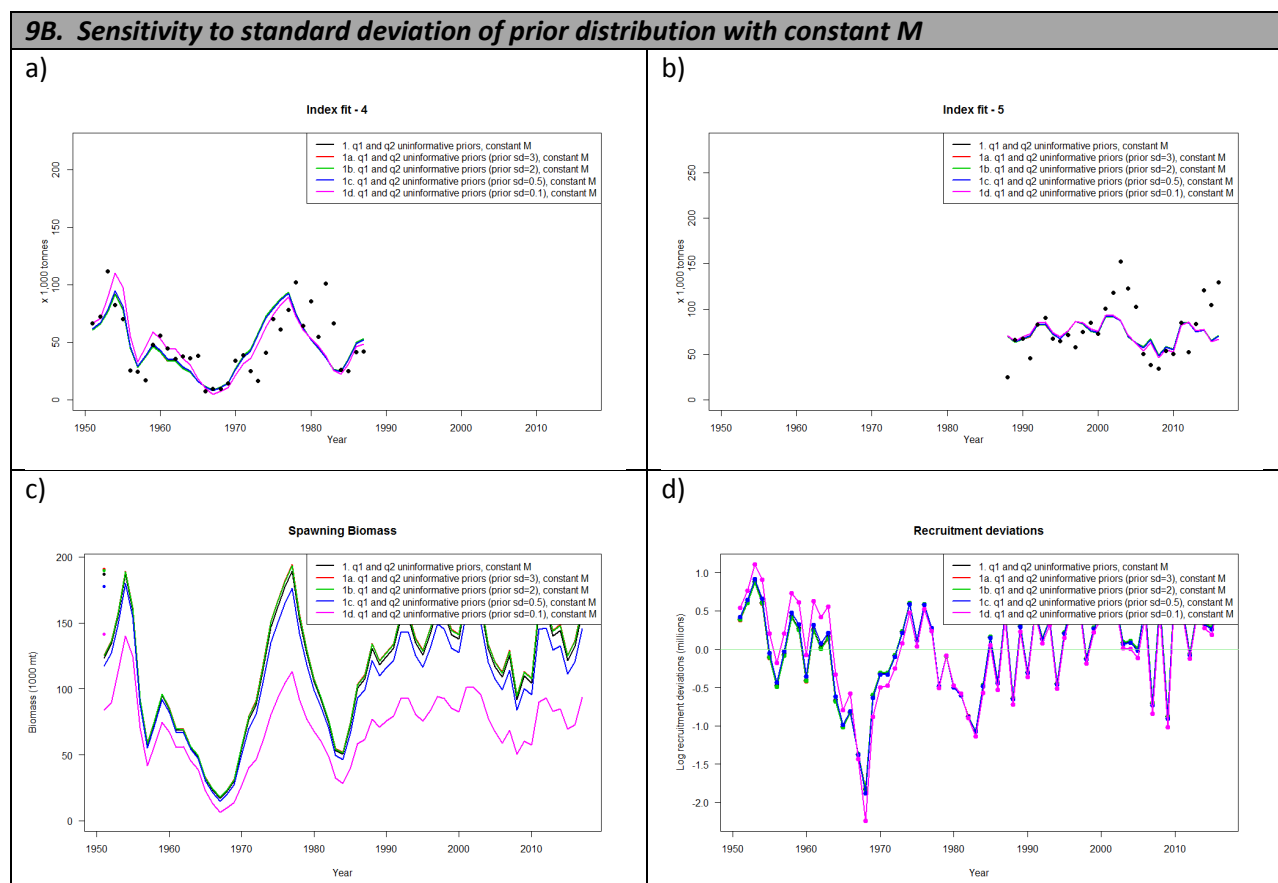 9B. Sensitivity to standard deviation of prior distribution with constant M
a)
Index fit - 4
1. q1 and q2 uninformative priors, constant M
1a. q1 and q2 uninformative priors (prior sd=3), constant M
1b. q1 and q2 uninformative priors (prior sd=2), constant M
1c. q1 and q2 uninformative priors (prior sd=0.5), constant M
1d. q1 and q2 uninformative priors (prior sd=0.1), constant M
x 1,000 tonnes
200
150
100
50
0
1950 1960 1970 1980 1990 2000 2010
Year
b)
Index fit - 5
1. q1 and q2 uninformative priors, constant M
1a. q1 and q2 uninformative priors (prior sd=3), constant M
1b. q1 and q2 uninformative priors (prior sd=2), constant M
1c. q1 and q2 uninformative priors (prior sd=0.5), constant M
1d. q1 and q2 uninformative priors (prior sd=0.1), constant M
x 1,000 tonnes
250
200
150
100
50
0
1950 1960 1970 1980 1990 2000 2010
Year
c)
Spawning Biomass
1. q1 and q2 uninformative priors, constant M
1a. q1 and q2 uninformative priors (prior sd=3), constant M
1b. q1 and q2 uninformative priors (prior sd=2), constant M
1c. q1 and q2 uninformative priors (prior sd=0.5), constant M
1d. q1 and q2 uninformative priors (prior sd=0.1), constant M
Biomass (1000 mt)
200
150
100
50
0
1950 1960 1970 1980 1990 2000 2010
Year
d)
Recruitment deviations
1. q1 and q2 uninformative priors, constant M
1a. q1 and q2 uninformative priors (prior sd=3), constant M
1b. q1 and q2 uninformative priors (prior sd=2), constant M
1c. q1 and q2 uninformative priors (prior sd=0.5), constant M
1d. q1 and q2 uninformative priors (prior sd=0.1), constant M
Log recruitment deviations (millions)
1.0
0.5
0.0
-0.5
-1.0
-1.5
-2.0
1950 1960 1970 1980 1990 2000 2010
Year